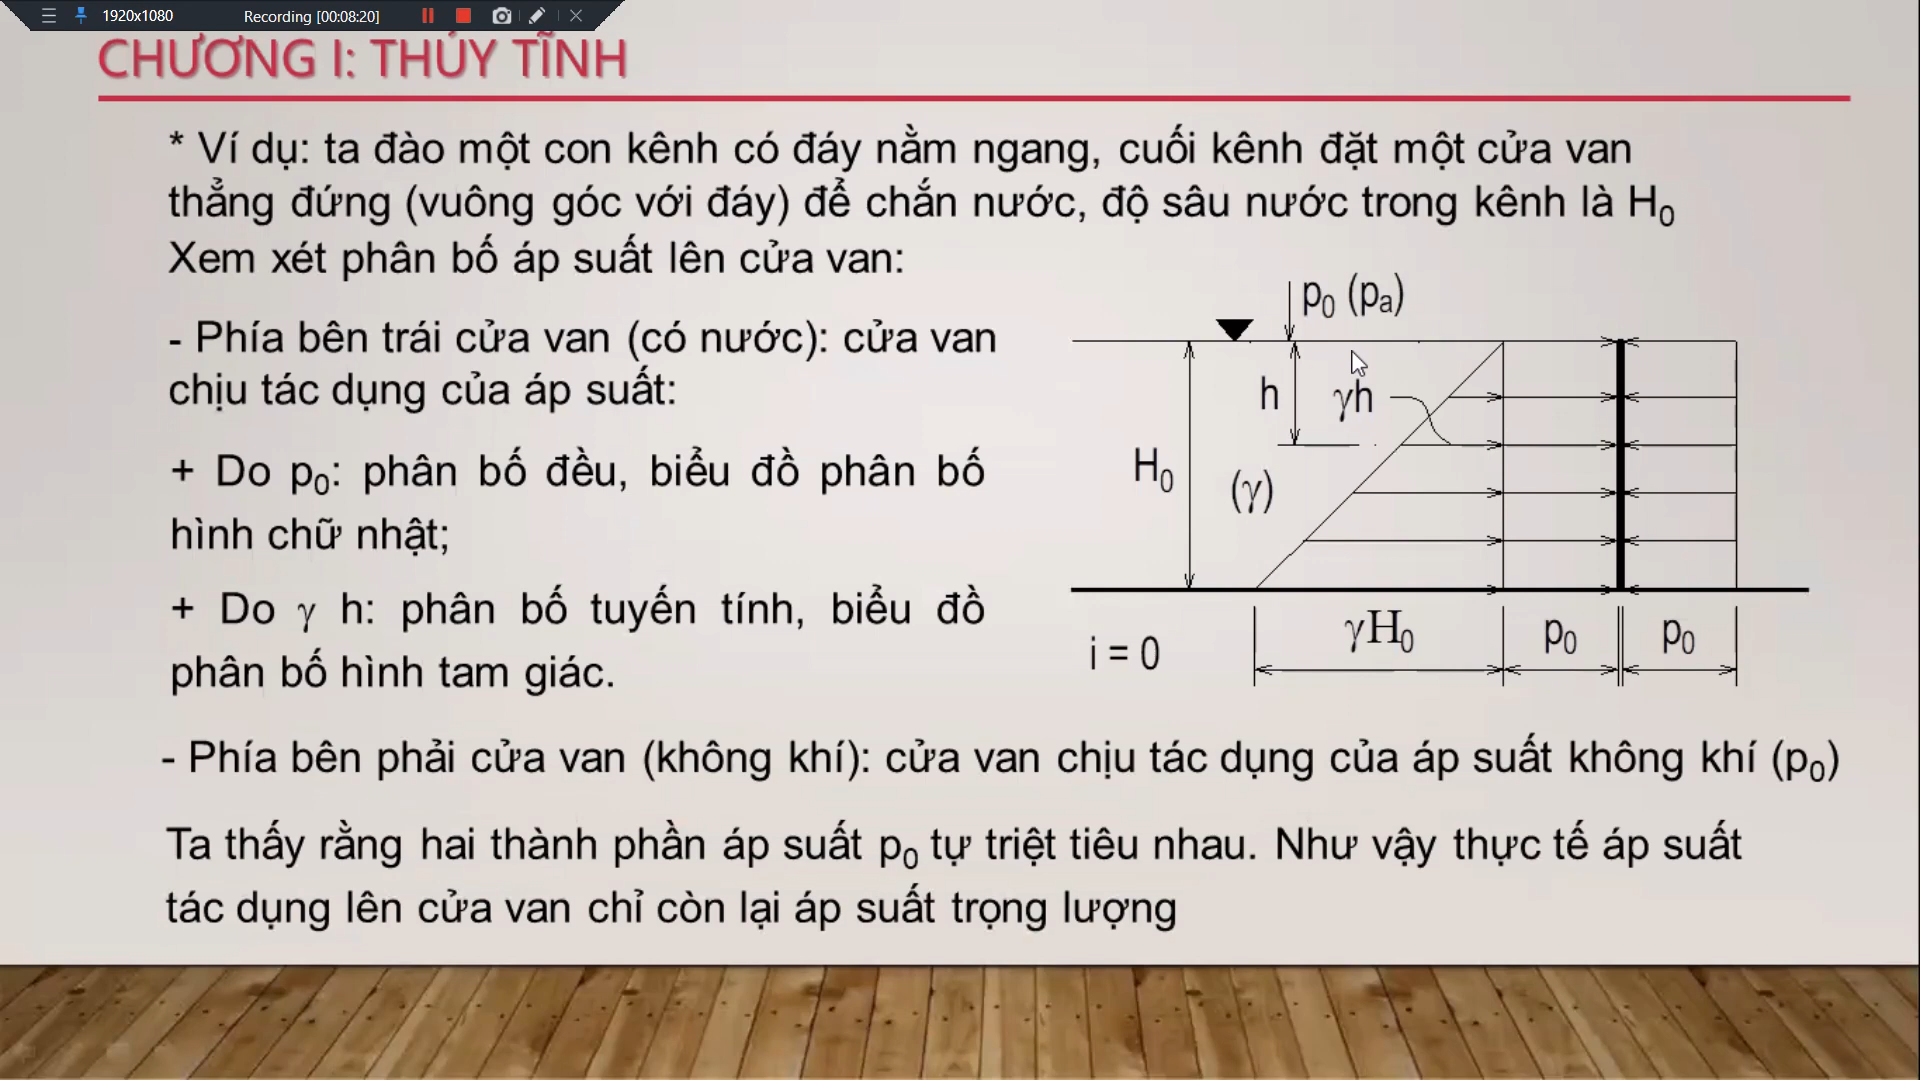 1920x1080 Recording [00:08:20]
CHƯƠNG I: THỦY TĨNH
* Ví dụ: ta đào một con kênh có đáy nằm ngang, cuối kênh đặt một cửa van
thẳng đứng (vuông góc với đáy) để chắn nước, độ sâu nước trong kênh là H₀
Xem xét phân bố áp suất lên cửa van:
- Phía bên trái cửa van (có nước): cửa van
chịu tác dụng của áp suất:
+ Do p₀: phân bố đều, biểu đồ phân bố
hình chữ nhật;
+ Do γ h: phân bố tuyến tính, biểu đồ
phân bố hình tam giác.
p₀ (pₐ)
h γh
H₀ (γ)
i = 0 γH₀ p₀ p₀
- Phía bên phải cửa van (không khí): cửa van chịu tác dụng của áp suất không khí (p₀)
Ta thấy rằng hai thành phần áp suất p₀ tự triệt tiêu nhau. Như vậy thực tế áp suất
tác dụng lên cửa van chỉ còn lại áp suất trọng lượng